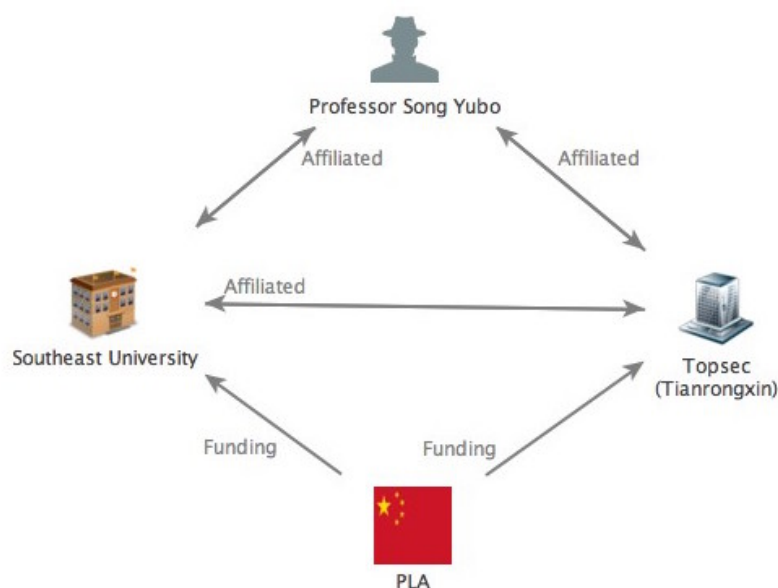 Professor Song Yubo
Affiliated
Affiliated
Affiliated
Southeast University
Topsec
(Tianrongxin)
Funding
Funding
PLA